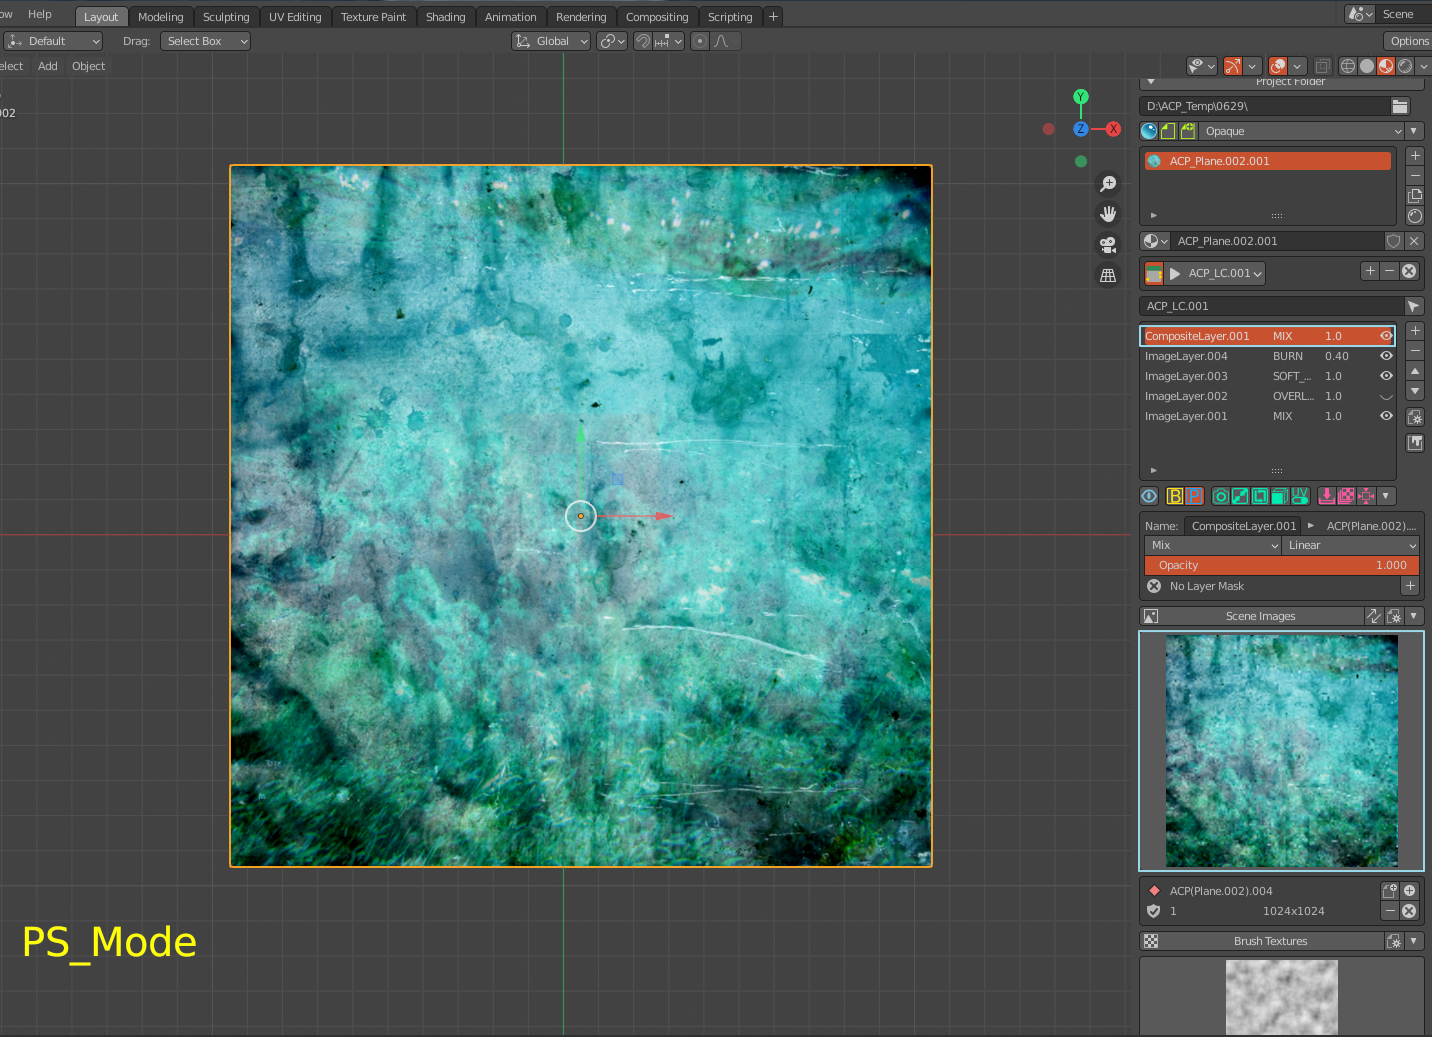 ow Help Layout Modeling Sculpting UV Editing Texture Paint Shading Animation Rendering Compositing Scripting + Scene
Default Drag: Select Box Global Options
elect Add Object
002
Y
Z
X
Project Folder
D:\ACP_Temp\0629\
Opaque
ACP_Plane.002.001
ACP_Plane.002.001
ACP_LC.001
ACP_LC.001
CompositeLayer.001 MIX 1.0
ImageLayer.004 BURN 0.40
ImageLayer.003 SOFT_... 1.0
ImageLayer.002 OVERL... 1.0
ImageLayer.001 MIX 1.0
B P UV
Name: CompositeLayer.001 ACP(Plane.002)....
Mix Linear
Opacity 1.000
No Layer Mask
Scene Images
ACP(Plane.002).004
1 1024x1024
Brush Textures
PS_Mode